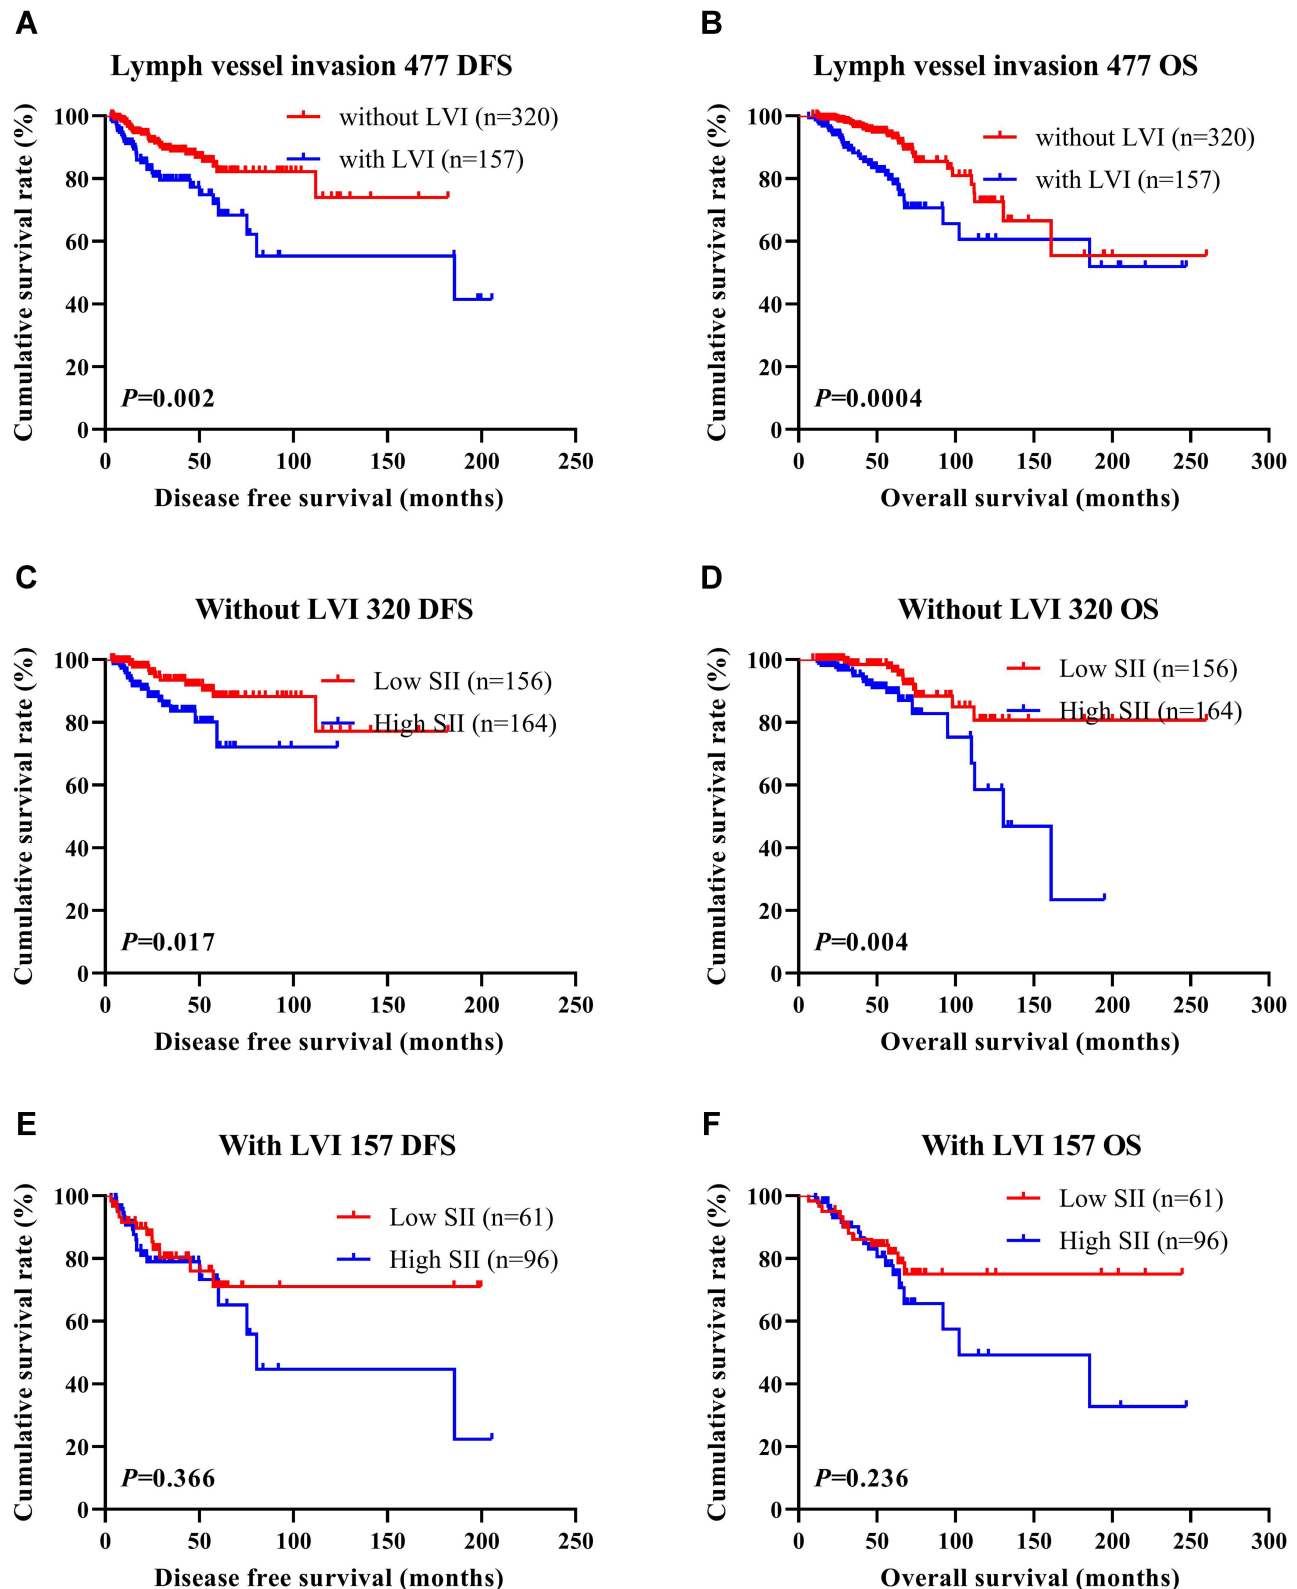 A
Lymph vessel invasion 477 DFS
Cumulative survival rate (%)
100
80
60
40
20
0
without LVI (n=320)
with LVI (n=157)
P=0.002
0 50 100 150 200 250
Disease free survival (months)
B
Lymph vessel invasion 477 OS
Cumulative survival rate (%)
100
80
60
40
20
0
without LVI (n=320)
with LVI (n=157)
P=0.0004
0 50 100 150 200 250 300
Overall survival (months)
C
Without LVI 320 DFS
Cumulative survival rate (%)
100
80
60
40
20
0
Low SII (n=156)
High SII (n=164)
P=0.017
0 50 100 150 200 250
Disease free survival (months)
D
Without LVI 320 OS
Cumulative survival rate (%)
100
80
60
40
20
0
Low SII (n=156)
High SII (n=164)
P=0.004
0 50 100 150 200 250 300
Overall survival (months)
E
With LVI 157 DFS
Cumulative survival rate (%)
100
80
60
40
20
0
Low SII (n=61)
High SII (n=96)
P=0.366
0 50 100 150 200 250
Disease free survival (months)
F
With LVI 157 OS
Cumulative survival rate (%)
100
80
60
40
20
0
Low SII (n=61)
High SII (n=96)
P=0.236
0 50 100 150 200 250 300
Overall survival (months)